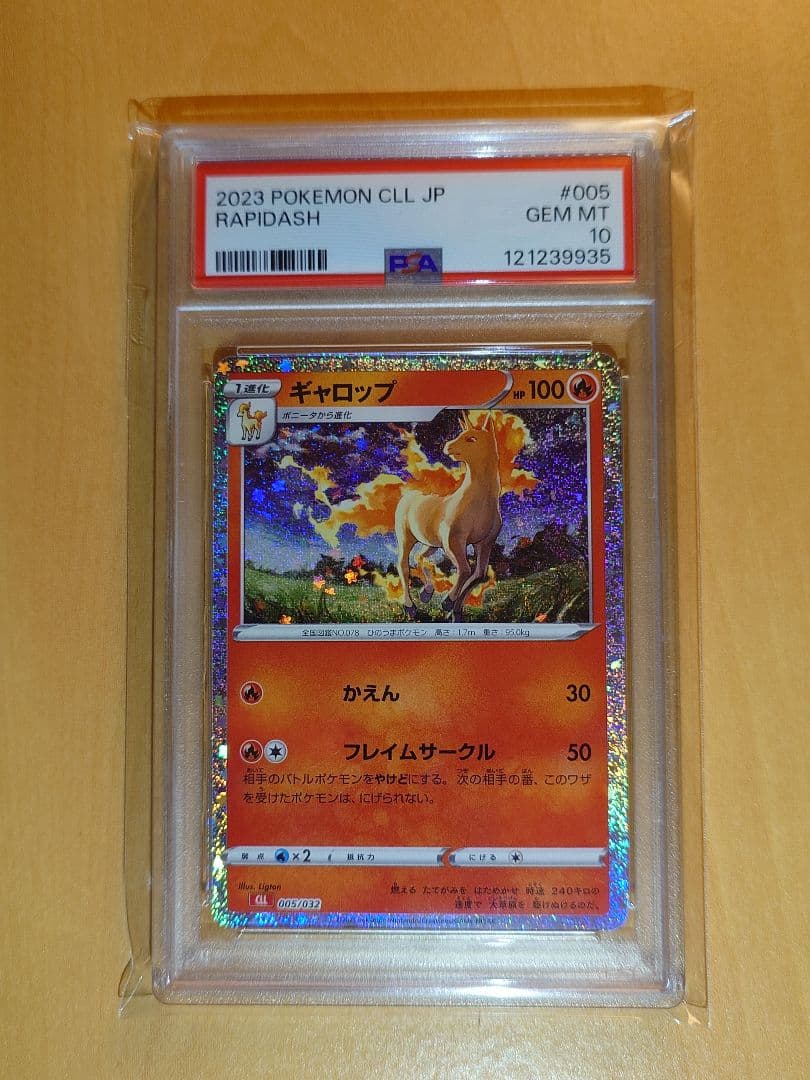 2023 POKEMON CLL JP #005
RAPIDASH GEM MT
10
PSA 121239935
1進化 ギャロップ HP 100
ポニータから進化
全国図鑑NO.078 ひのうまポケモン 高さ:1.7m 重さ:95.0kg
かえん 30
フレイムサークル 50
相手のバトルポケモンをやけどにする。次の相手の番、このワザ
を受けたポケモンは、にげられない。
弱点 ×2 抵抗力 にげる
Illus. Ligton
CLL 005/032
燃える たてがみを はためかせ 時速 240キロの
速度で 大草原を 駆けぬけるのだ。